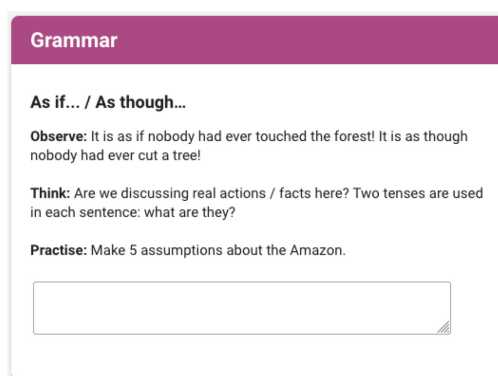 Grammar
As if... / As though…
Observe: It is as if nobody had ever touched the forest! It is as though
nobody had ever cut a tree!
Think: Are we discussing real actions / facts here? Two tenses are used
in each sentence: what are they?
Practise: Make 5 assumptions about the Amazon.